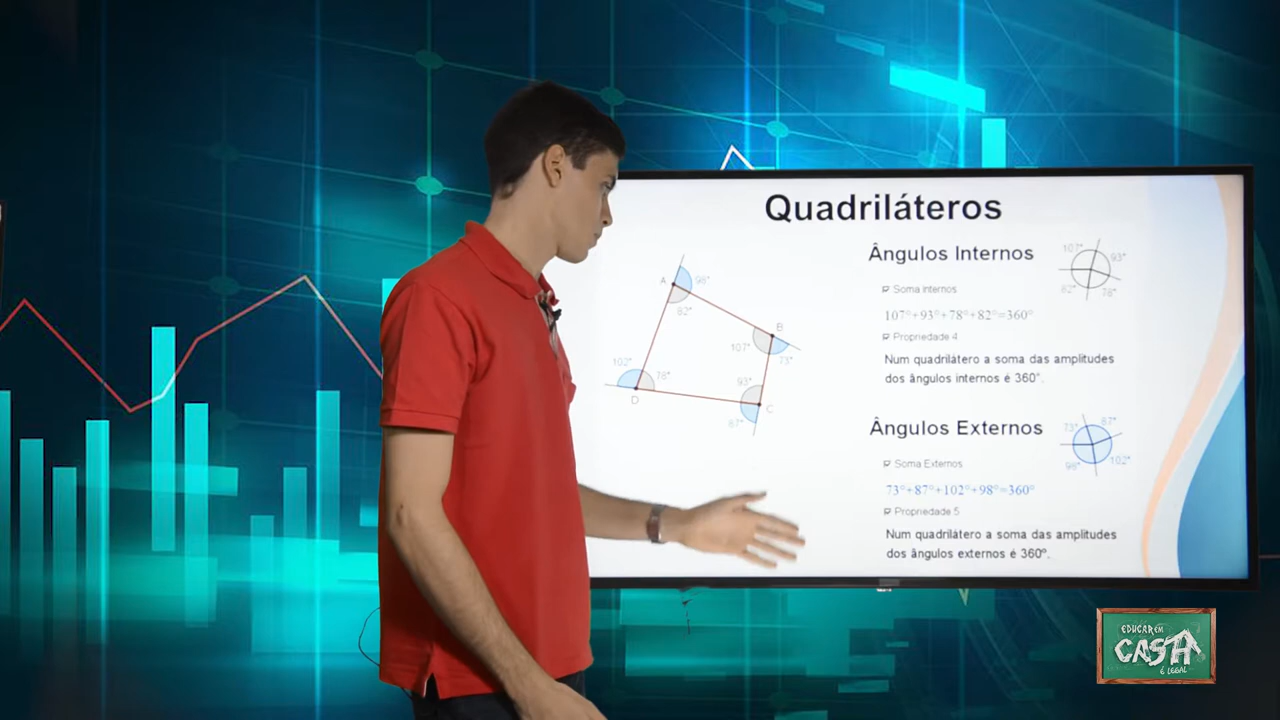 Quadriláteros
98°
A
82°
B
107°
73°
102°
78°
93°
D
C
87°
Ângulos Internos
107°
93°
82°
78°
Soma Internos
107°+93°+78°+82°=360°
Propriedade 4
Num quadrilátero a soma das amplitudes
dos ângulos internos é 360°.
Ângulos Externos
73°
87°
98°
102°
Soma Externos
73°+87°+102°+98°=360°
Propriedade 5
Num quadrilátero a soma das amplitudes
dos ângulos externos é 360º.
EDUCAR EM
CASA
É LEGAL